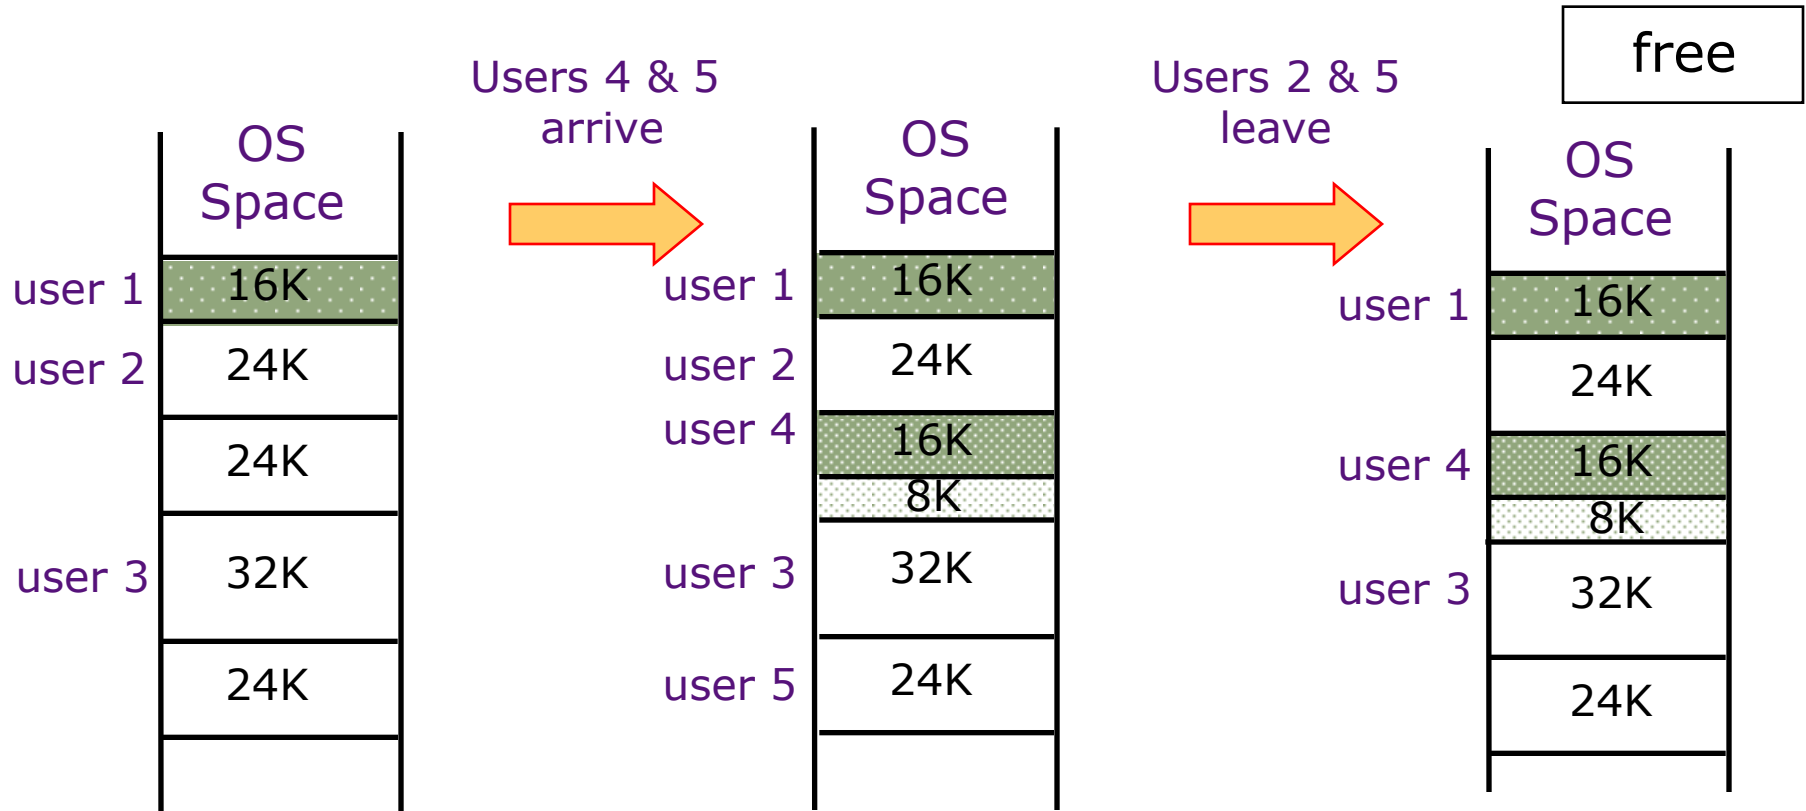 free
Users 4 & 5
arrive
Users 2 & 5
leave
OS
Space
user 1 16K
user 2 24K
24K
user 3 32K
24K
OS
Space
user 1 16K
user 2 24K
user 4 16K
8K
user 3 32K
user 5 24K
OS
Space
user 1 16K
24K
user 4 16K
8K
user 3 32K
24K